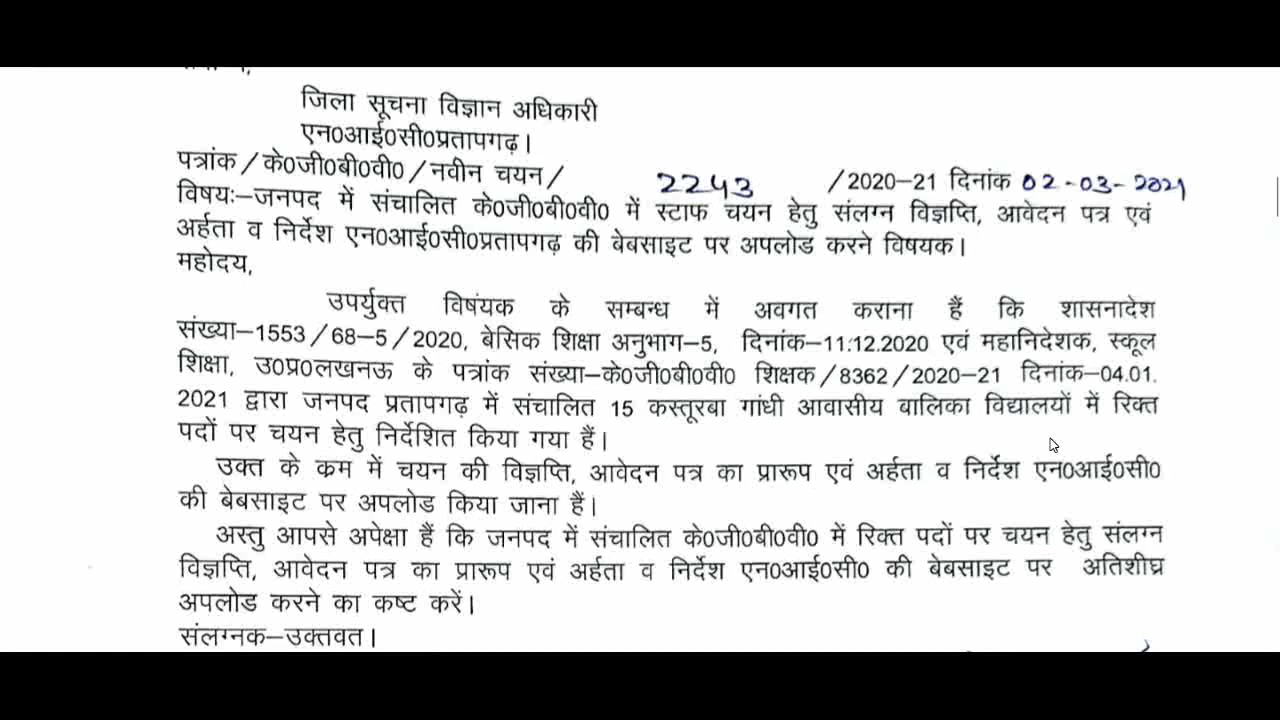 जिला सूचना विज्ञान अधिकारी
एन0आई0सी0प्रतापगढ़।
पत्रांक/के0जी0बी0वी0/नवीन चयन/ 2243 /2020-21 दिनांक 02-03-2021
विषयः-जनपद में संचालित के0जी0बी0वी0 में स्टाफ चयन हेतु संलग्न विज्ञप्ति, आवेदन पत्र एवं
अर्हता व निर्देश एन0आई0सी0प्रतापगढ़ की बेबसाइट पर अपलोड करने विषयक।
महोदय,
उपर्युक्त विषंयक के सम्बन्ध में अवगत कराना हैं कि शासनादेश
संख्या-1553/68-5/2020, बेसिक शिक्षा अनुभाग-5, दिनांक-11.12.2020 एवं महानिदेशक, स्कूल
शिक्षा, उ0प्र0लखनऊ के पत्रांक संख्या-के0जी0बी0वी0 शिक्षक/8362/2020-21 दिनांक-04.01.
2021 द्वारा जनपद प्रतापगढ़ में संचालित 15 कस्तूरबा गांधी आवासीय बालिका विद्यालयों में रिक्त
पदों पर चयन हेतु निर्देशित किया गया हैं।
उक्त के क्रम में चयन की विज्ञप्ति, आवेदन पत्र का प्रारूप एवं अर्हता व निर्देश एन0आई0सी0
की बेबसाइट पर अपलोड किया जाना हैं।
अस्तु आपसे अपेक्षा हैं कि जनपद में संचालित के0जी0बी0वी0 में रिक्त पदों पर चयन हेतु संलग्न
विज्ञप्ति, आवेदन पत्र का प्रारूप एवं अर्हता व निर्देश एन0आई0सी0 की बेबसाइट पर अतिशीघ्र
अपलोड करने का कष्ट करें।
संलग्नक-उक्तवत।